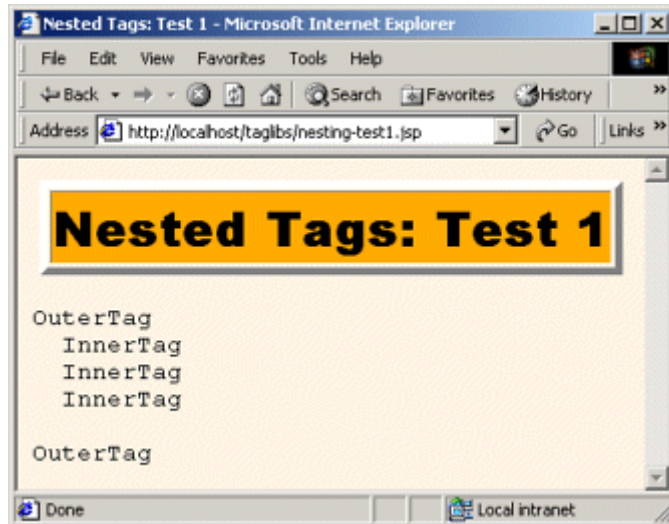 Nested Tags: Test 1 - Microsoft Internet Explorer
File Edit View Favorites Tools Help
Back Search Favorites History »
Address http://localhost/taglibs/nesting-test1.jsp Go Links »
Nested Tags: Test 1
OuterTag
InnerTag
InnerTag
InnerTag
OuterTag
Done Local intranet